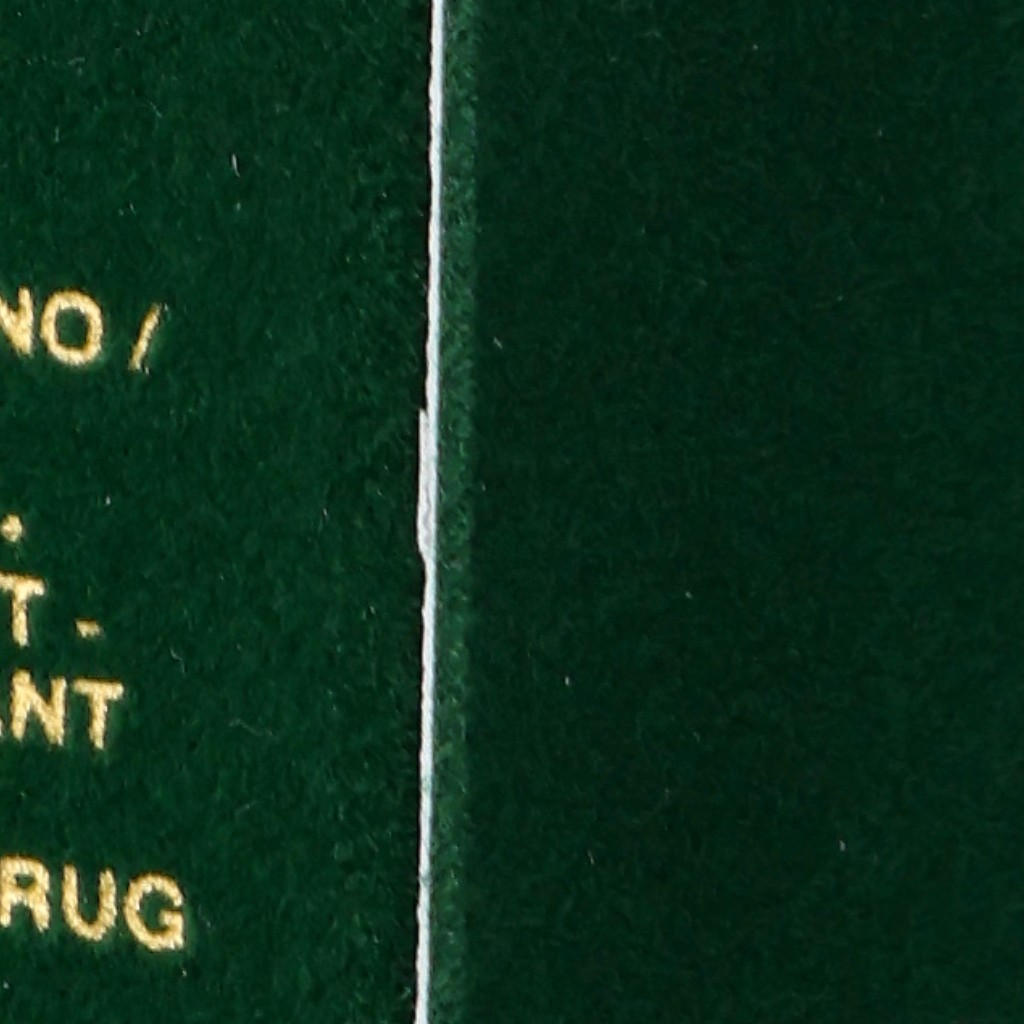 NO /
.
T -
ANT
RUG